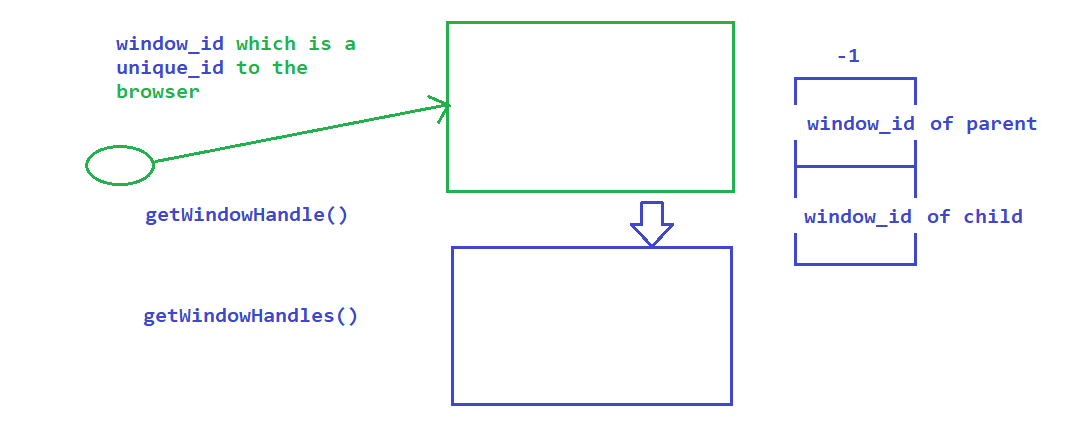 window_id which is a
unique_id to the
browser
getWindowHandle()
getWindowHandles()
-1
window_id of parent
window_id of child